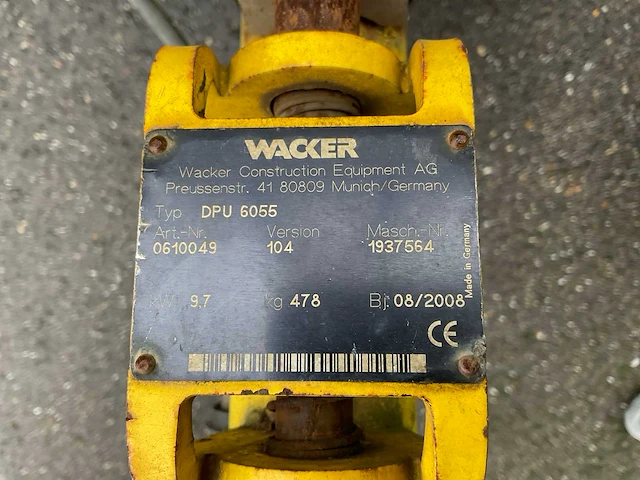 WACKER
Wacker Construction Equipment AG
Preussenstr. 41 80809 Munich/Germany
Typ DPU 6055
Art.-Nr. Version Masch.-Nr.
0610049 104 1937564
kW 9,7 kg 478 Bj. 08/2008
Made in Germany
CE